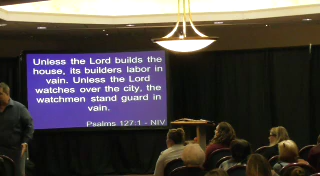 Unless the Lord builds the
house, its builders labor in
vain. Unless the Lord
watches over the city, the
watchmen stand guard in
vain.
Psalms 127:1 - NIV